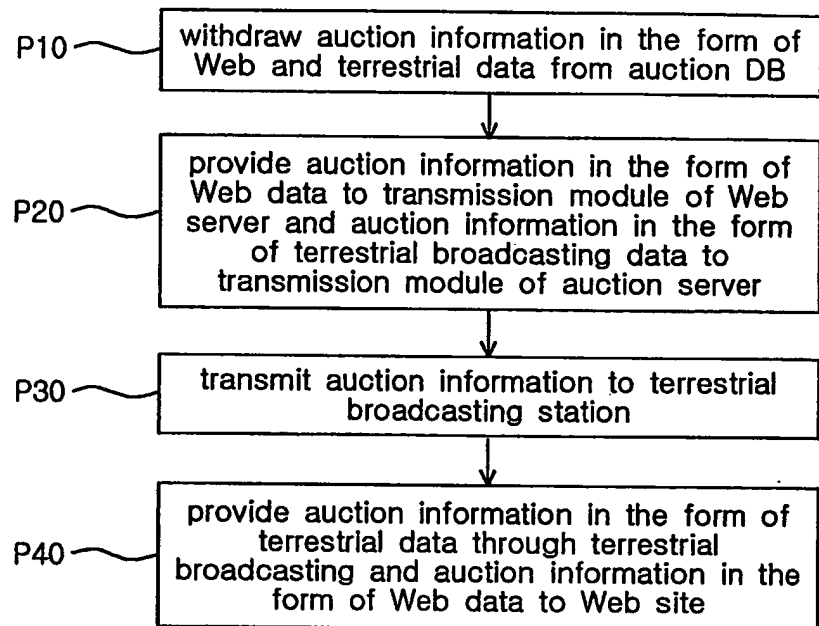 P10
withdraw auction information in the form of
Web and terrestrial data from auction DB
P20
provide auction information in the form of
Web data to transmission module of Web
server and auction information in the form
of terrestrial broadcasting data to
transmission module of auction server
P30
transmit auction information to terrestrial
broadcasting station
P40
provide auction information in the form of
terrestrial data through terrestrial
broadcasting and auction information in the
form of Web data to Web site